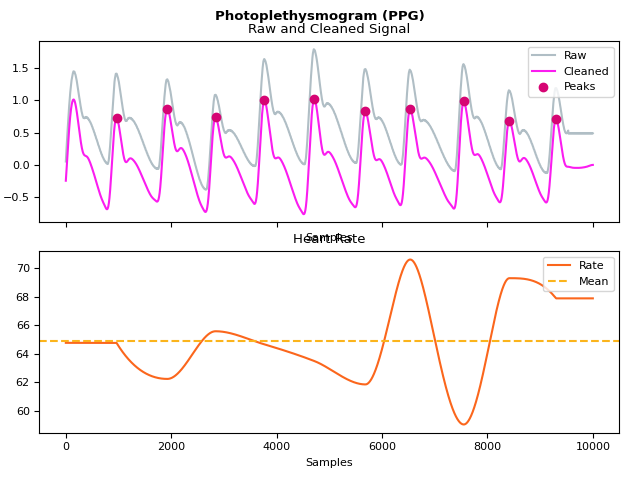 Photoplethysmogram (PPG)
Raw and Cleaned Signal
Raw
Cleaned
Peaks
1.5
1.0
0.5
0.0
−0.5
Samples
Heart Rate
Rate
Mean
70
68
66
64
62
60
0 2000 4000 6000 8000 10000
Samples